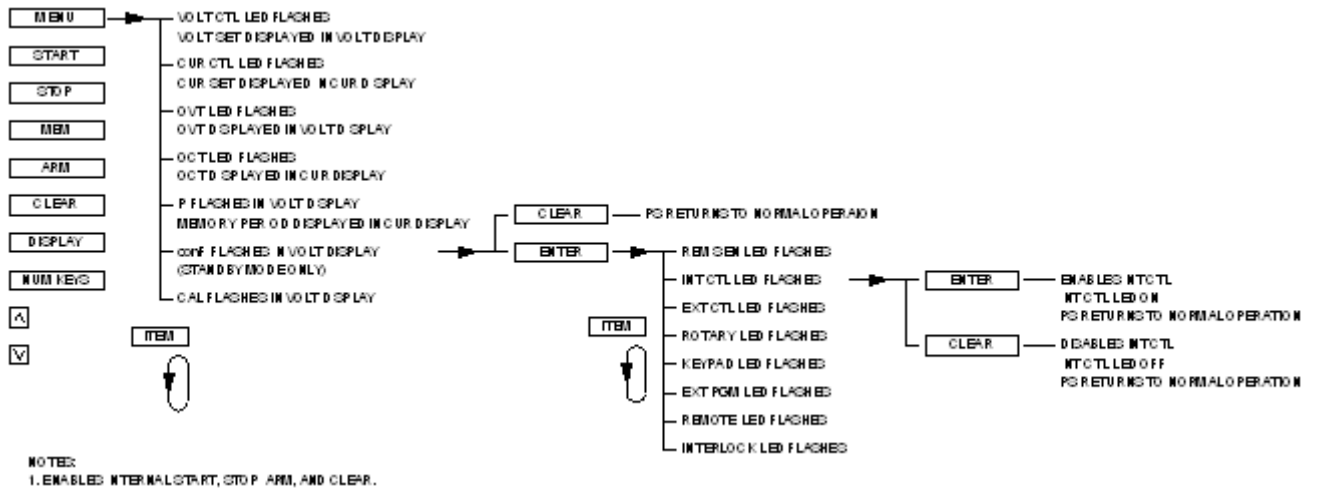 MENU
START
STOP
MEM
ARM
CLEAR
DISPLAY
NUM KEYS
VOLT CTL LED FLASHES
VOLT SET DISPLAYED IN VOLT DISPLAY
CUR CTL LED FLASHES
CUR SET DISPLAYED IN CUR DISPLAY
OVT LED FLASHES
OVT DISPLAYED IN VOLT DISPLAY
OCT LED FLASHES
OCT DISPLAYED IN CUR DISPLAY
P FLASHES IN VOLT DISPLAY
MEMORY PERIOD DISPLAYED IN CUR DISPLAY
conF FLASHES IN VOLT DISPLAY
(STANDBY MODE ONLY)
CAL FLASHES IN VOLT DISPLAY
ITEM
CLEAR
PS RETURNS TO NORMAL OPERAION
ENTER
REM SEN LED FLASHES
INT CTL LED FLASHES
EXT CTL LED FLASHES
ROTARY LED FLASHES
KEYPAD LED FLASHES
EXT PGM LED FLASHES
REMOTE LED FLASHES
INTERLOCK LED FLASHES
ITEM
ENTER
ENABLES INT CTL
INT CTL LED ON
PS RETURNS TO NORMAL OPERATION
CLEAR
DISABLES INT CTL
INT CTL LED OFF
PS RETURNS TO NORMAL OPERATION
NOTES:
1. ENABLES INTERNAL START, STOP ARM, AND CLEAR.